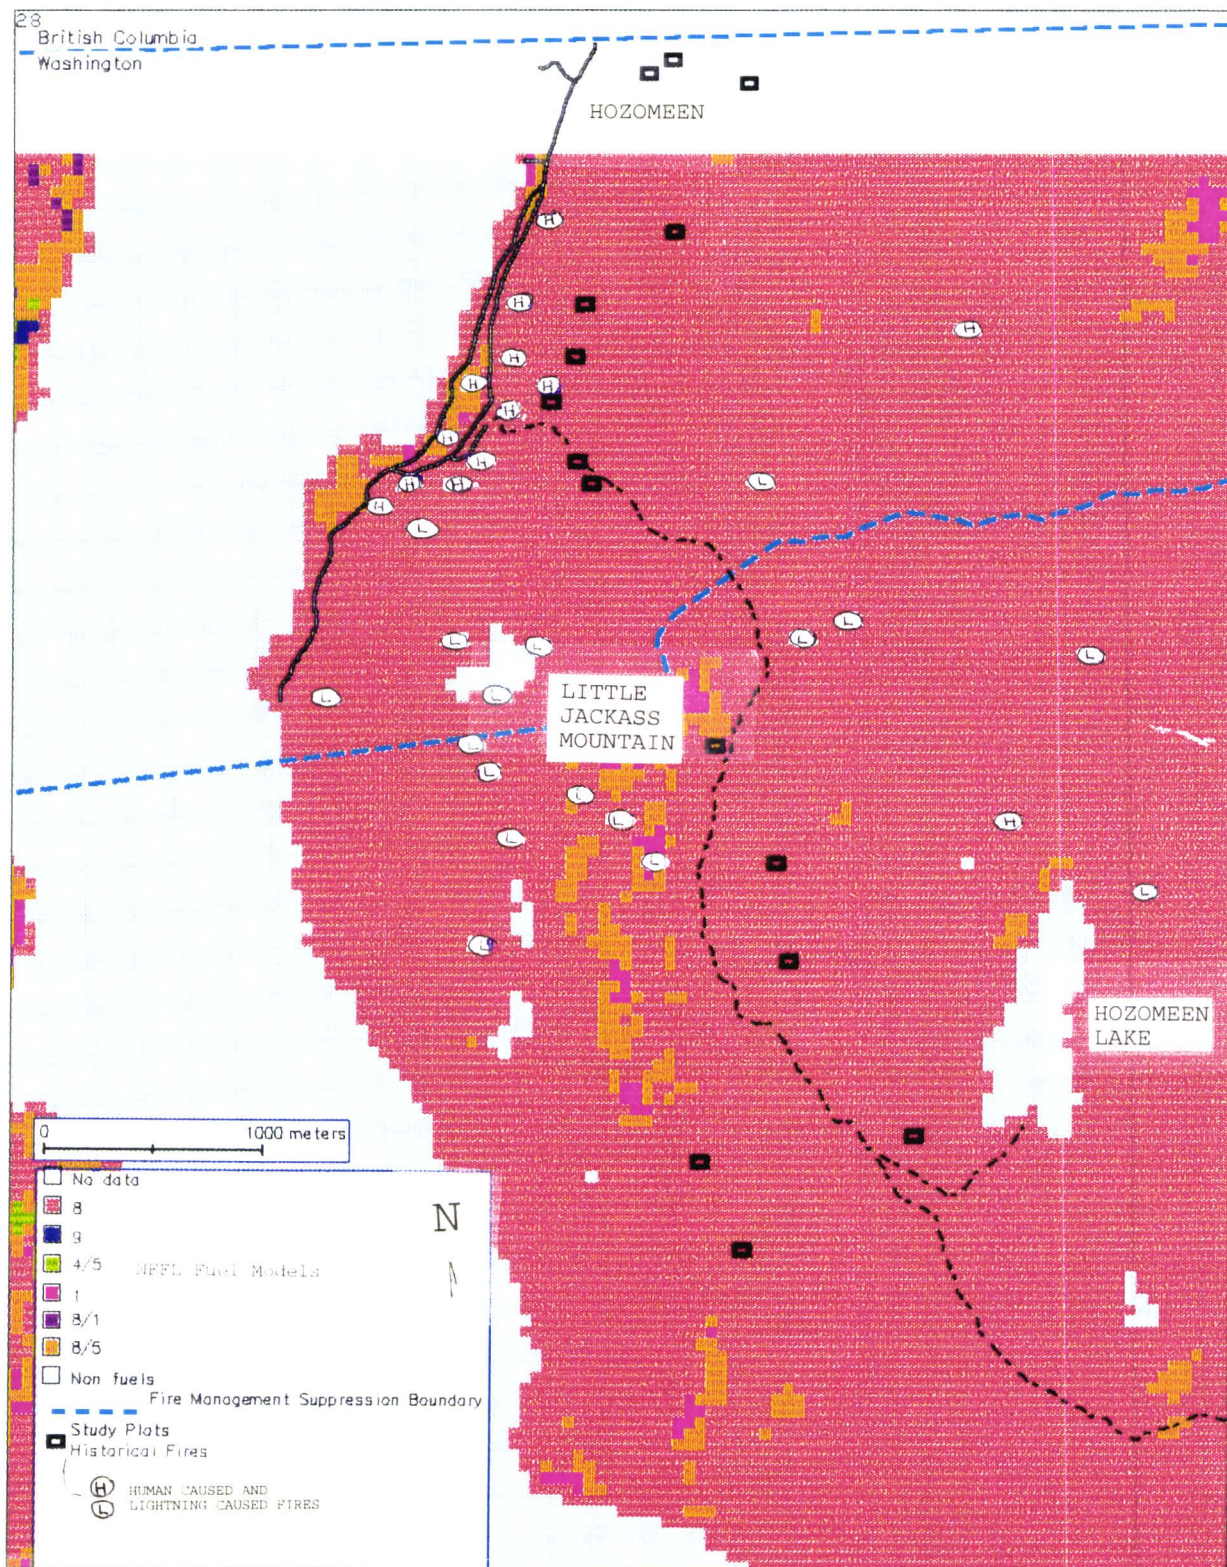 28
British Columbia
Washington
HOZOMEEN
H
H
H
H
H
H
H
H
L
H
H
H
H
L
L
L
L
L
L
L
L
LITTLE
JACKASS
MOUNTAIN
L
L
L
L
L
H
L
L
L
L
HOZOMEEN
LAKE
0 1000 meters
No data
8
9
4/5
NFFL Fuel Models
1
8/1
8/5
Non fuels
N
Fire Management Suppression Boundary
Study Plots
Historical Fires
H HUMAN CAUSED AND
L LIGHTNING CAUSED FIRES